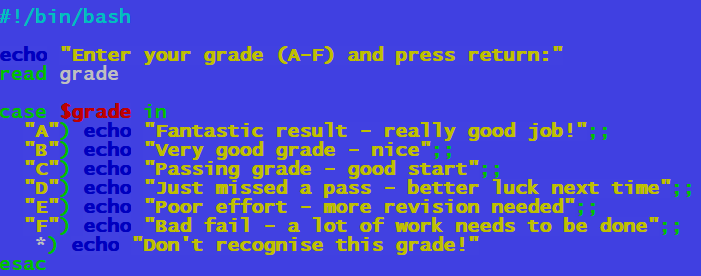 #!/bin/bash

echo "Enter your grade (A-F) and press return:"
read grade

case $grade in
  "A") echo "Fantastic result - really good job!";;
  "B") echo "Very good grade - nice";;
  "C") echo "Passing grade - good start";;
  "D") echo "Just missed a pass - better luck next time";;
  "E") echo "Poor effort - more revision needed";;
  "F") echo "Bad fail - a lot of work needs to be done";;
   *) echo "Don't recognise this grade!"
esac